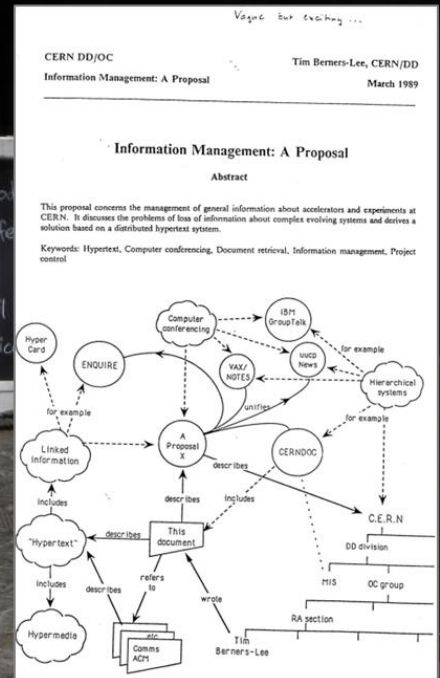 Vague but exciting ...
CERN DD/OC
Tim Berners-Lee, CERN/DD
Information Management: A Proposal
March 1989
Information Management: A Proposal
Abstract
This proposal concerns the management of general information about accelerators and experiments at
CERN. It discusses the problems of loss of information about complex evolving systems and derives a
solution based on a distributed hypertext sytstem.
Keywords: Hypertext, Computer conferencing, Document retrieval, Information management, Project
control
Computer
conferencing
IBM
GroupTalk
Hyper
Card
ENQUIRE
VAX/
NOTES
uucp
News
for example
Hierarchical
systems
unifies
for example
A
Proposal
X
CERNDOC
for example
Linked
information
describes
includes
describes
includes
C.E.R.N
"Hypertext"
describes
This
document
DD division
includes
describes
refers
to
MIS
OC group
wrote
RA section
Hypermedia
etc
Comms
ACM
Tim
Berners-Lee